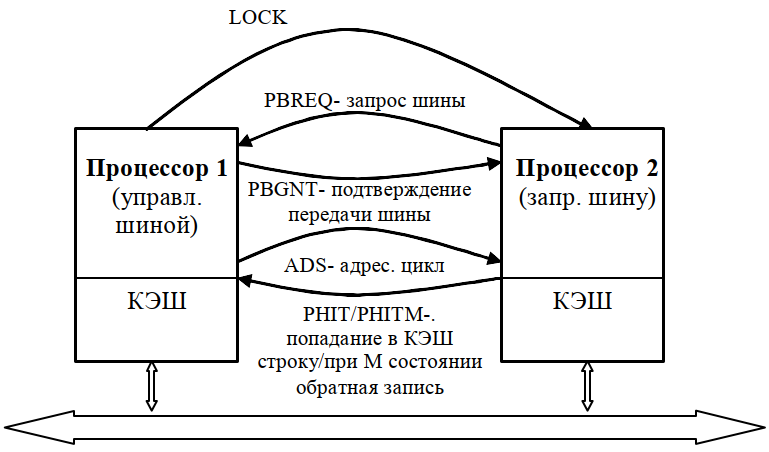 LOCK
PBREQ- запрос шины
Процессор 1
(управл.
шиной)
PBGNT- подтверждение
передачи шины
Процессор 2
(запр. шину)
ADS- адрес. цикл
КЭШ
КЭШ
PHIT/PHITM-.
попадание в КЭШ
строку/при М состоянии
обратная запись